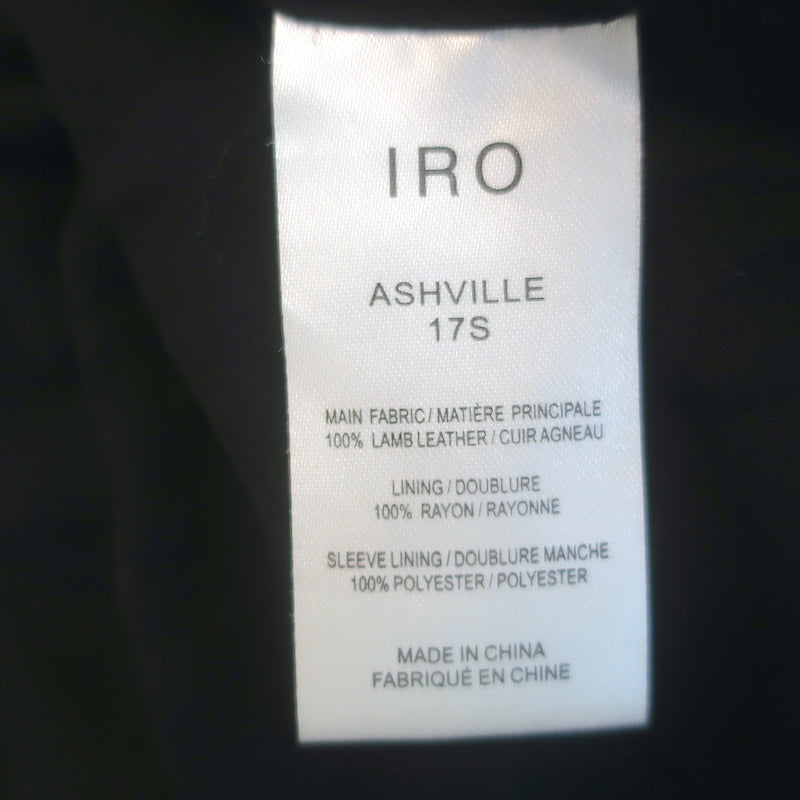 IRO
ASHVILLE
17S
MAIN FABRIC / MATIÈRE PRINCIPALE
100% LAMB LEATHER / CUIR AGNEAU
LINING / DOUBLURE
100% RAYON / RAYONNE
SLEEVE LINING / DOUBLURE MANCHE
100% POLYESTER / POLYESTER
MADE IN CHINA
FABRIQUÉ EN CHINE